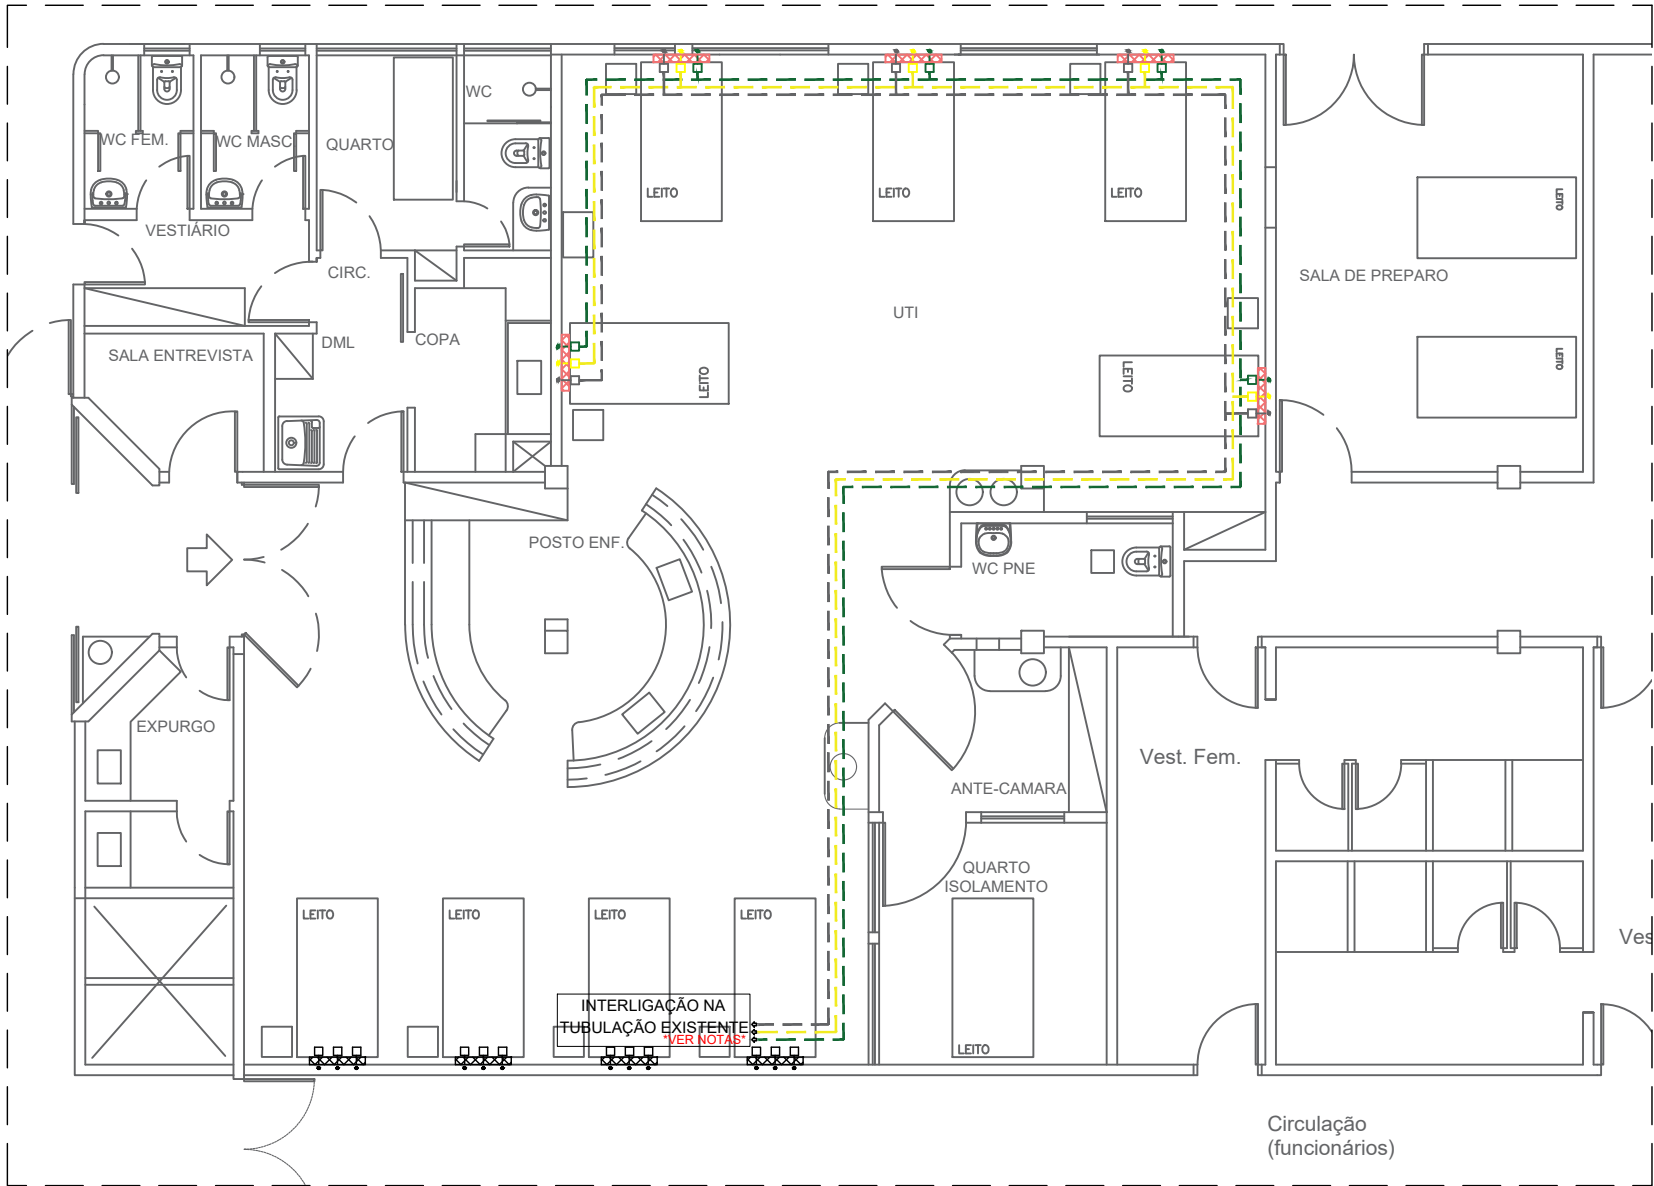 WC
WC FEM.
WC MASC
QUARTO
LEITO
LEITO
LEITO
LEITO
VESTIÁRIO
CIRC.
SALA DE PREPARO
UTI
DML
COPA
SALA ENTREVISTA
LEITO
LEITO
LEITO
POSTO ENF.
WC PNE
EXPURGO
Vest. Fem.
ANTE-CAMARA
QUARTO
ISOLAMENTO
LEITO
LEITO
LEITO
LEITO
Ves
INTERLIGAÇÃO NA
TUBULAÇÃO EXISTENTE
*VER NOTAS*
LEITO
Circulação
(funcionários)